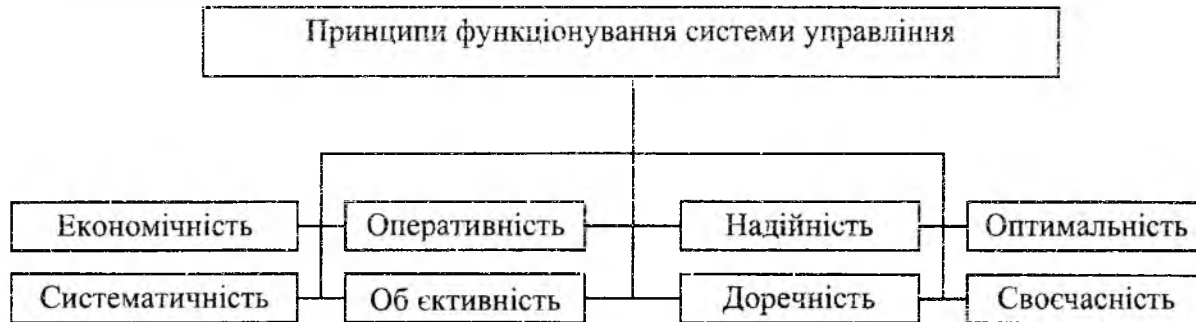 Принципи функціонування системи управління
Економічність Оперативність Надійність Оптимальність
Систематичність Об єктивність Доречність Своєчасність